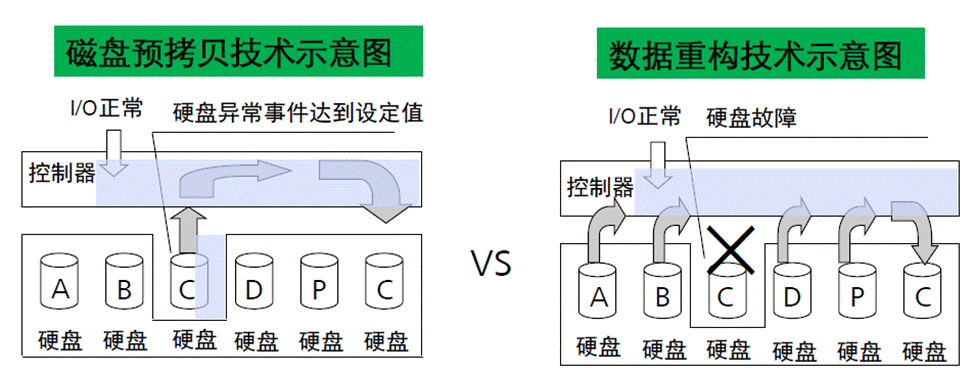 磁盘预拷贝技术示意图
I/O正常
硬盘异常事件达到设定值
控制器
A
B
C
D
P
C
硬盘
硬盘
硬盘
硬盘
硬盘
硬盘
VS
数据重构技术示意图
I/O正常
硬盘故障
控制器
A
B
C
D
P
C
硬盘
硬盘
硬盘
硬盘
硬盘
硬盘